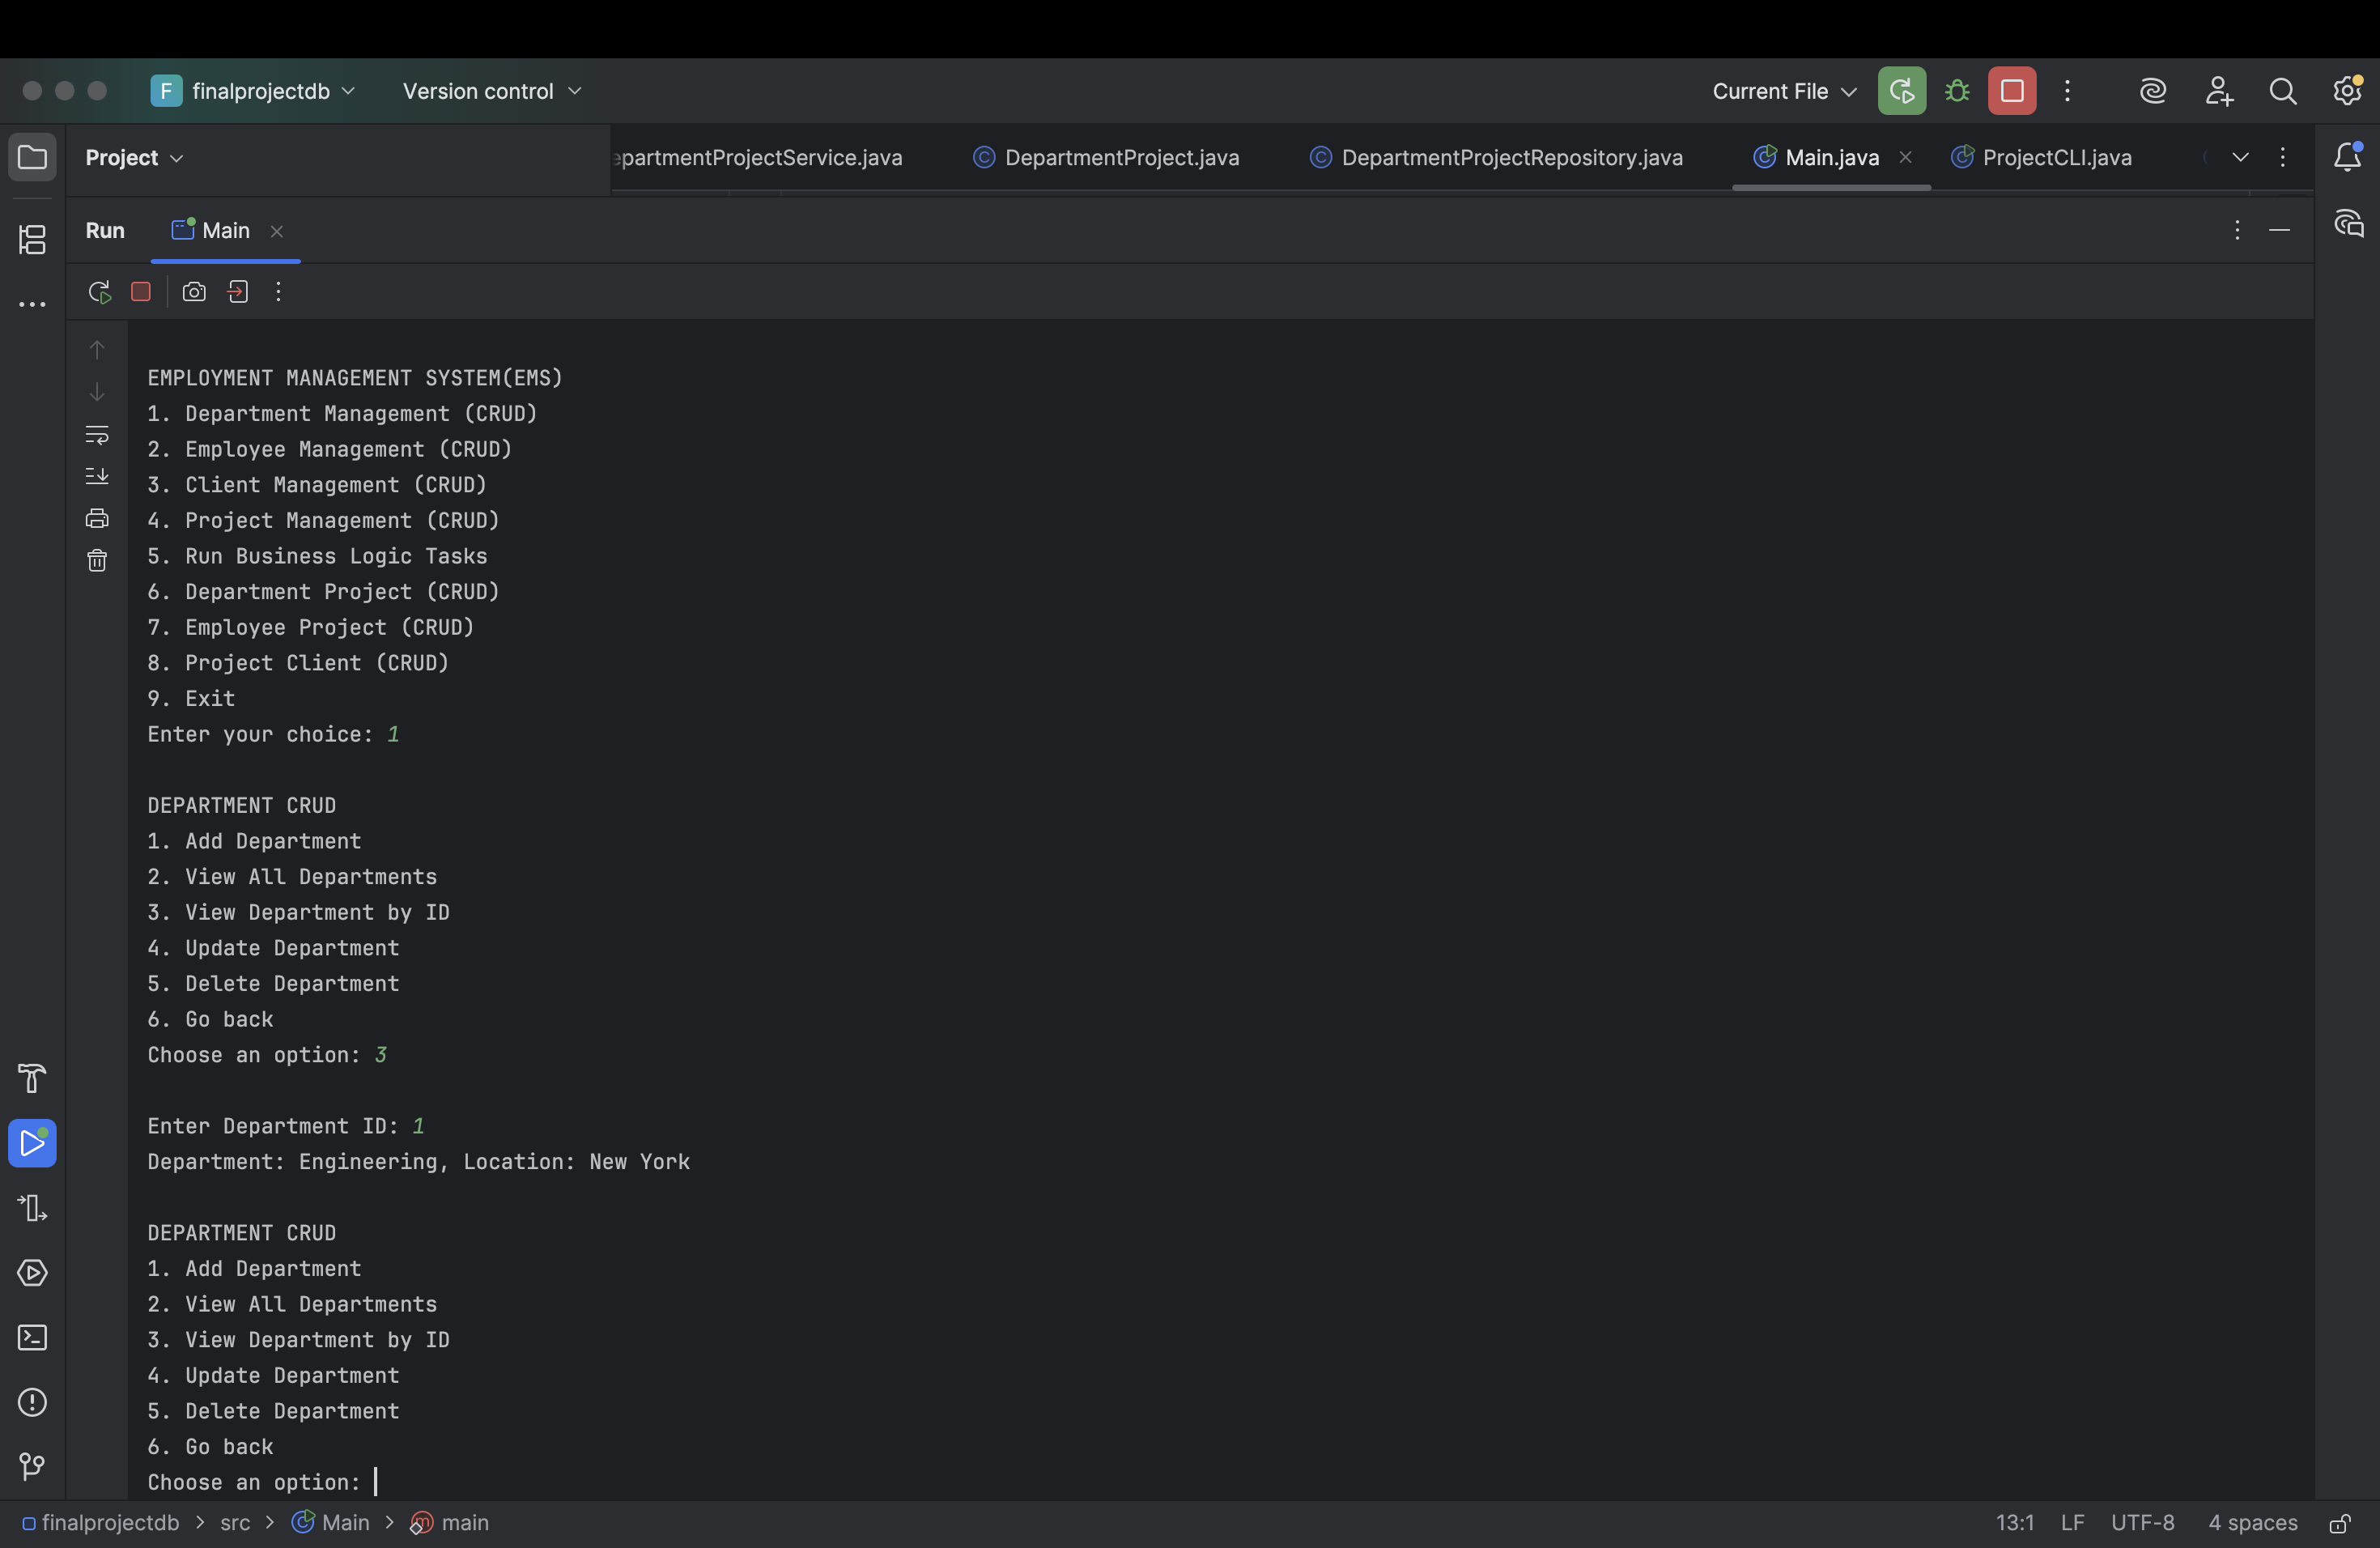 F finalprojectdb Version control Current File
Project epartmentProjectService.java DepartmentProject.java DepartmentProjectRepository.java Main.java ProjectCLI.java
Run Main
EMPLOYMENT MANAGEMENT SYSTEM(EMS)
1. Department Management (CRUD)
2. Employee Management (CRUD)
3. Client Management (CRUD)
4. Project Management (CRUD)
5. Run Business Logic Tasks
6. Department Project (CRUD)
7. Employee Project (CRUD)
8. Project Client (CRUD)
9. Exit
Enter your choice: 1
DEPARTMENT CRUD
1. Add Department
2. View All Departments
3. View Department by ID
4. Update Department
5. Delete Department
6. Go back
Choose an option: 3
Enter Department ID: 1
Department: Engineering, Location: New York
DEPARTMENT CRUD
1. Add Department
2. View All Departments
3. View Department by ID
4. Update Department
5. Delete Department
6. Go back
Choose an option:
finalprojectdb > src > Main > main 13:1 LF UTF-8 4 spaces